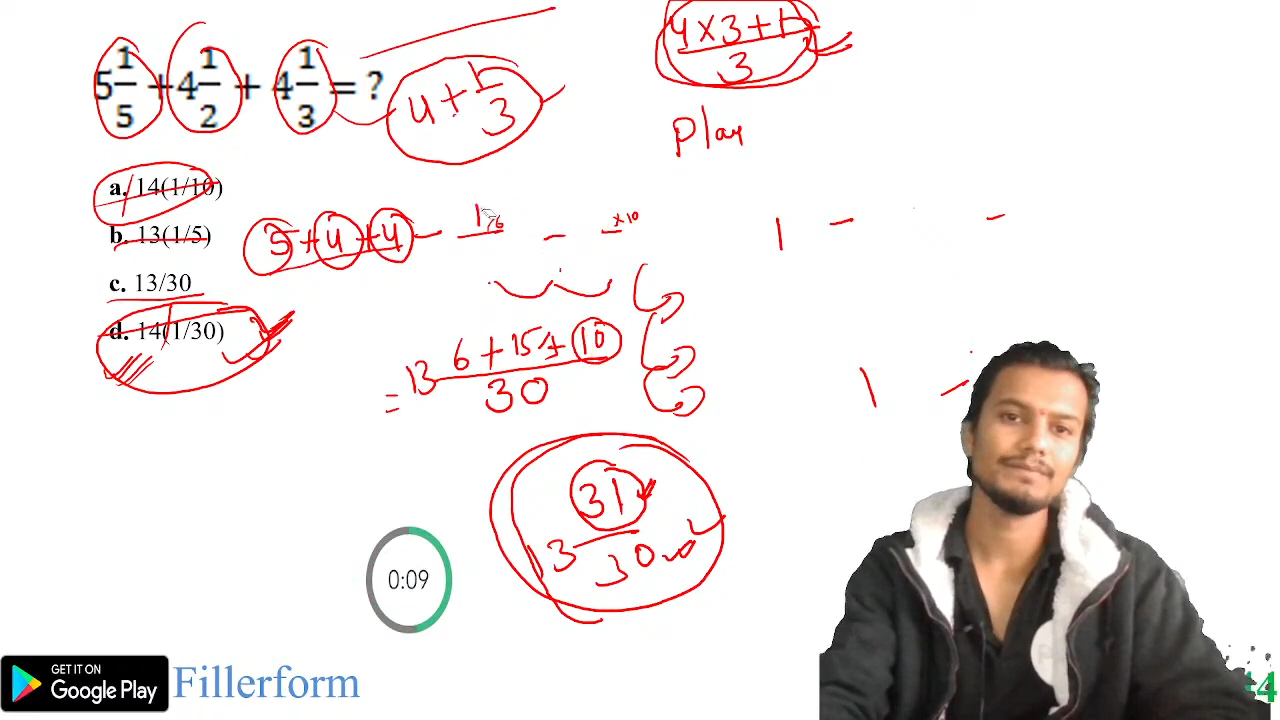 5 1/5 + 4 1/2 + 4 1/3 = ?
4 + 1/3
(4 × 3 + 1)/3
Play
a. 14(1/10)
b. 13(1/5)
5 + 4 + 4
×6
×10
c. 13/30
d. 14(1/30)
= 13 (6 + 15 + 10)/30
31
3
30
0:09
GET IT ON
Google Play
Fillerform